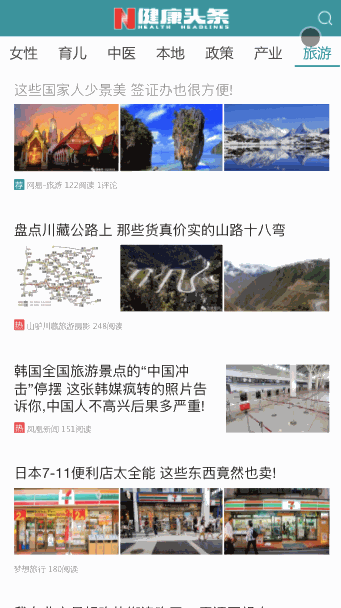 N健康头条
HEALTH HEADLINES
女性 育儿 中医 本地 政策 产业 旅游
这些国家人少景美 签证办也很方便!
荐 网易-旅游 122阅读 1评论
盘点川藏公路上 那些货真价实的山路十八弯
热 山驴川藏旅游摄影 248阅读
韩国全国旅游景点的“中国冲
击”停摆 这张韩媒疯转的照片告
诉你,中国人不高兴后果多严重!
热 凤凰新闻 151阅读
日本7-11便利店太全能 这些东西竟然也卖!
梦想旅行 180阅读